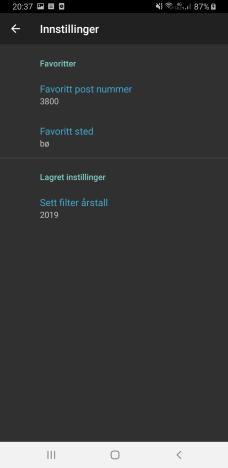 20:37 87%
Innstillinger
Favoritter
Favoritt post nummer
3800
Favoritt sted
bø
Lagret instillinger
Sett filter årstall
2019